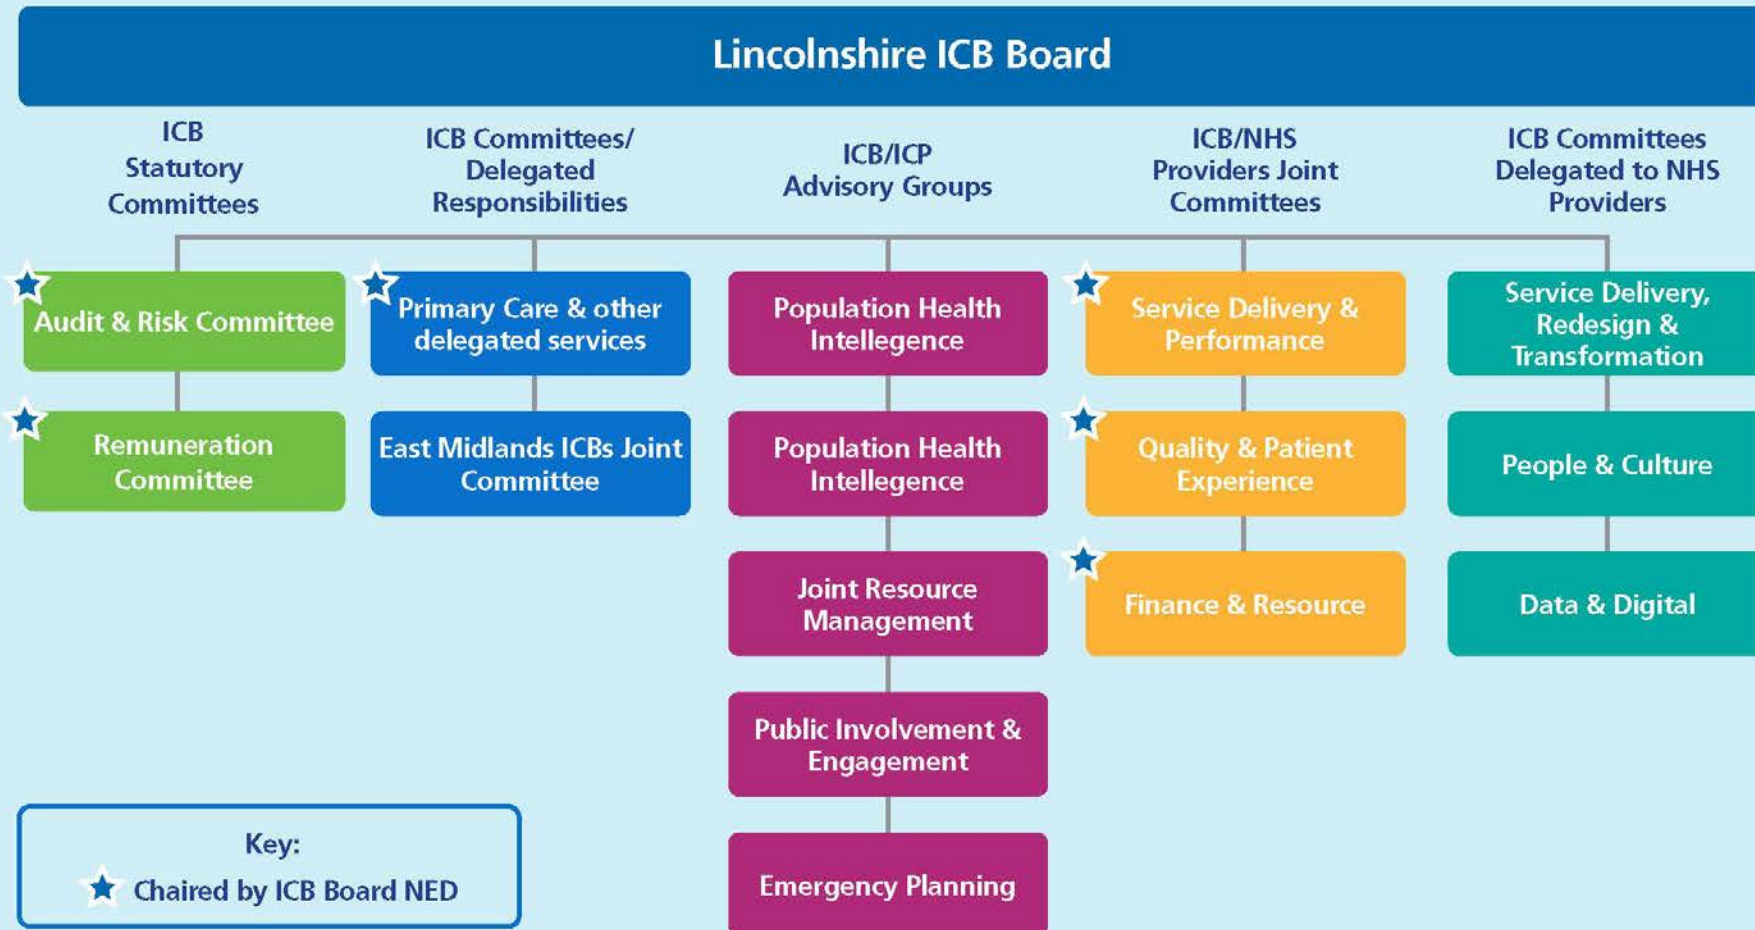 Lincolnshire ICB Board
ICB
Statutory
Committees
ICB Committees/
Delegated
Responsibilities
ICB/ICP
Advisory Groups
ICB/NHS
Providers Joint
Committees
ICB Committees
Delegated to NHS
Providers
Audit & Risk Committee
Remuneration
Committee
Primary Care & other
delegated services
East Midlands ICBs Joint
Committee
Population Health
Intellegence
Population Health
Intellegence
Joint Resource
Management
Public Involvement &
Engagement
Emergency Planning
Service Delivery &
Performance
Quality & Patient
Experience
Finance & Resource
Service Delivery,
Redesign &
Transformation
People & Culture
Data & Digital
Key:
Chaired by ICB Board NED